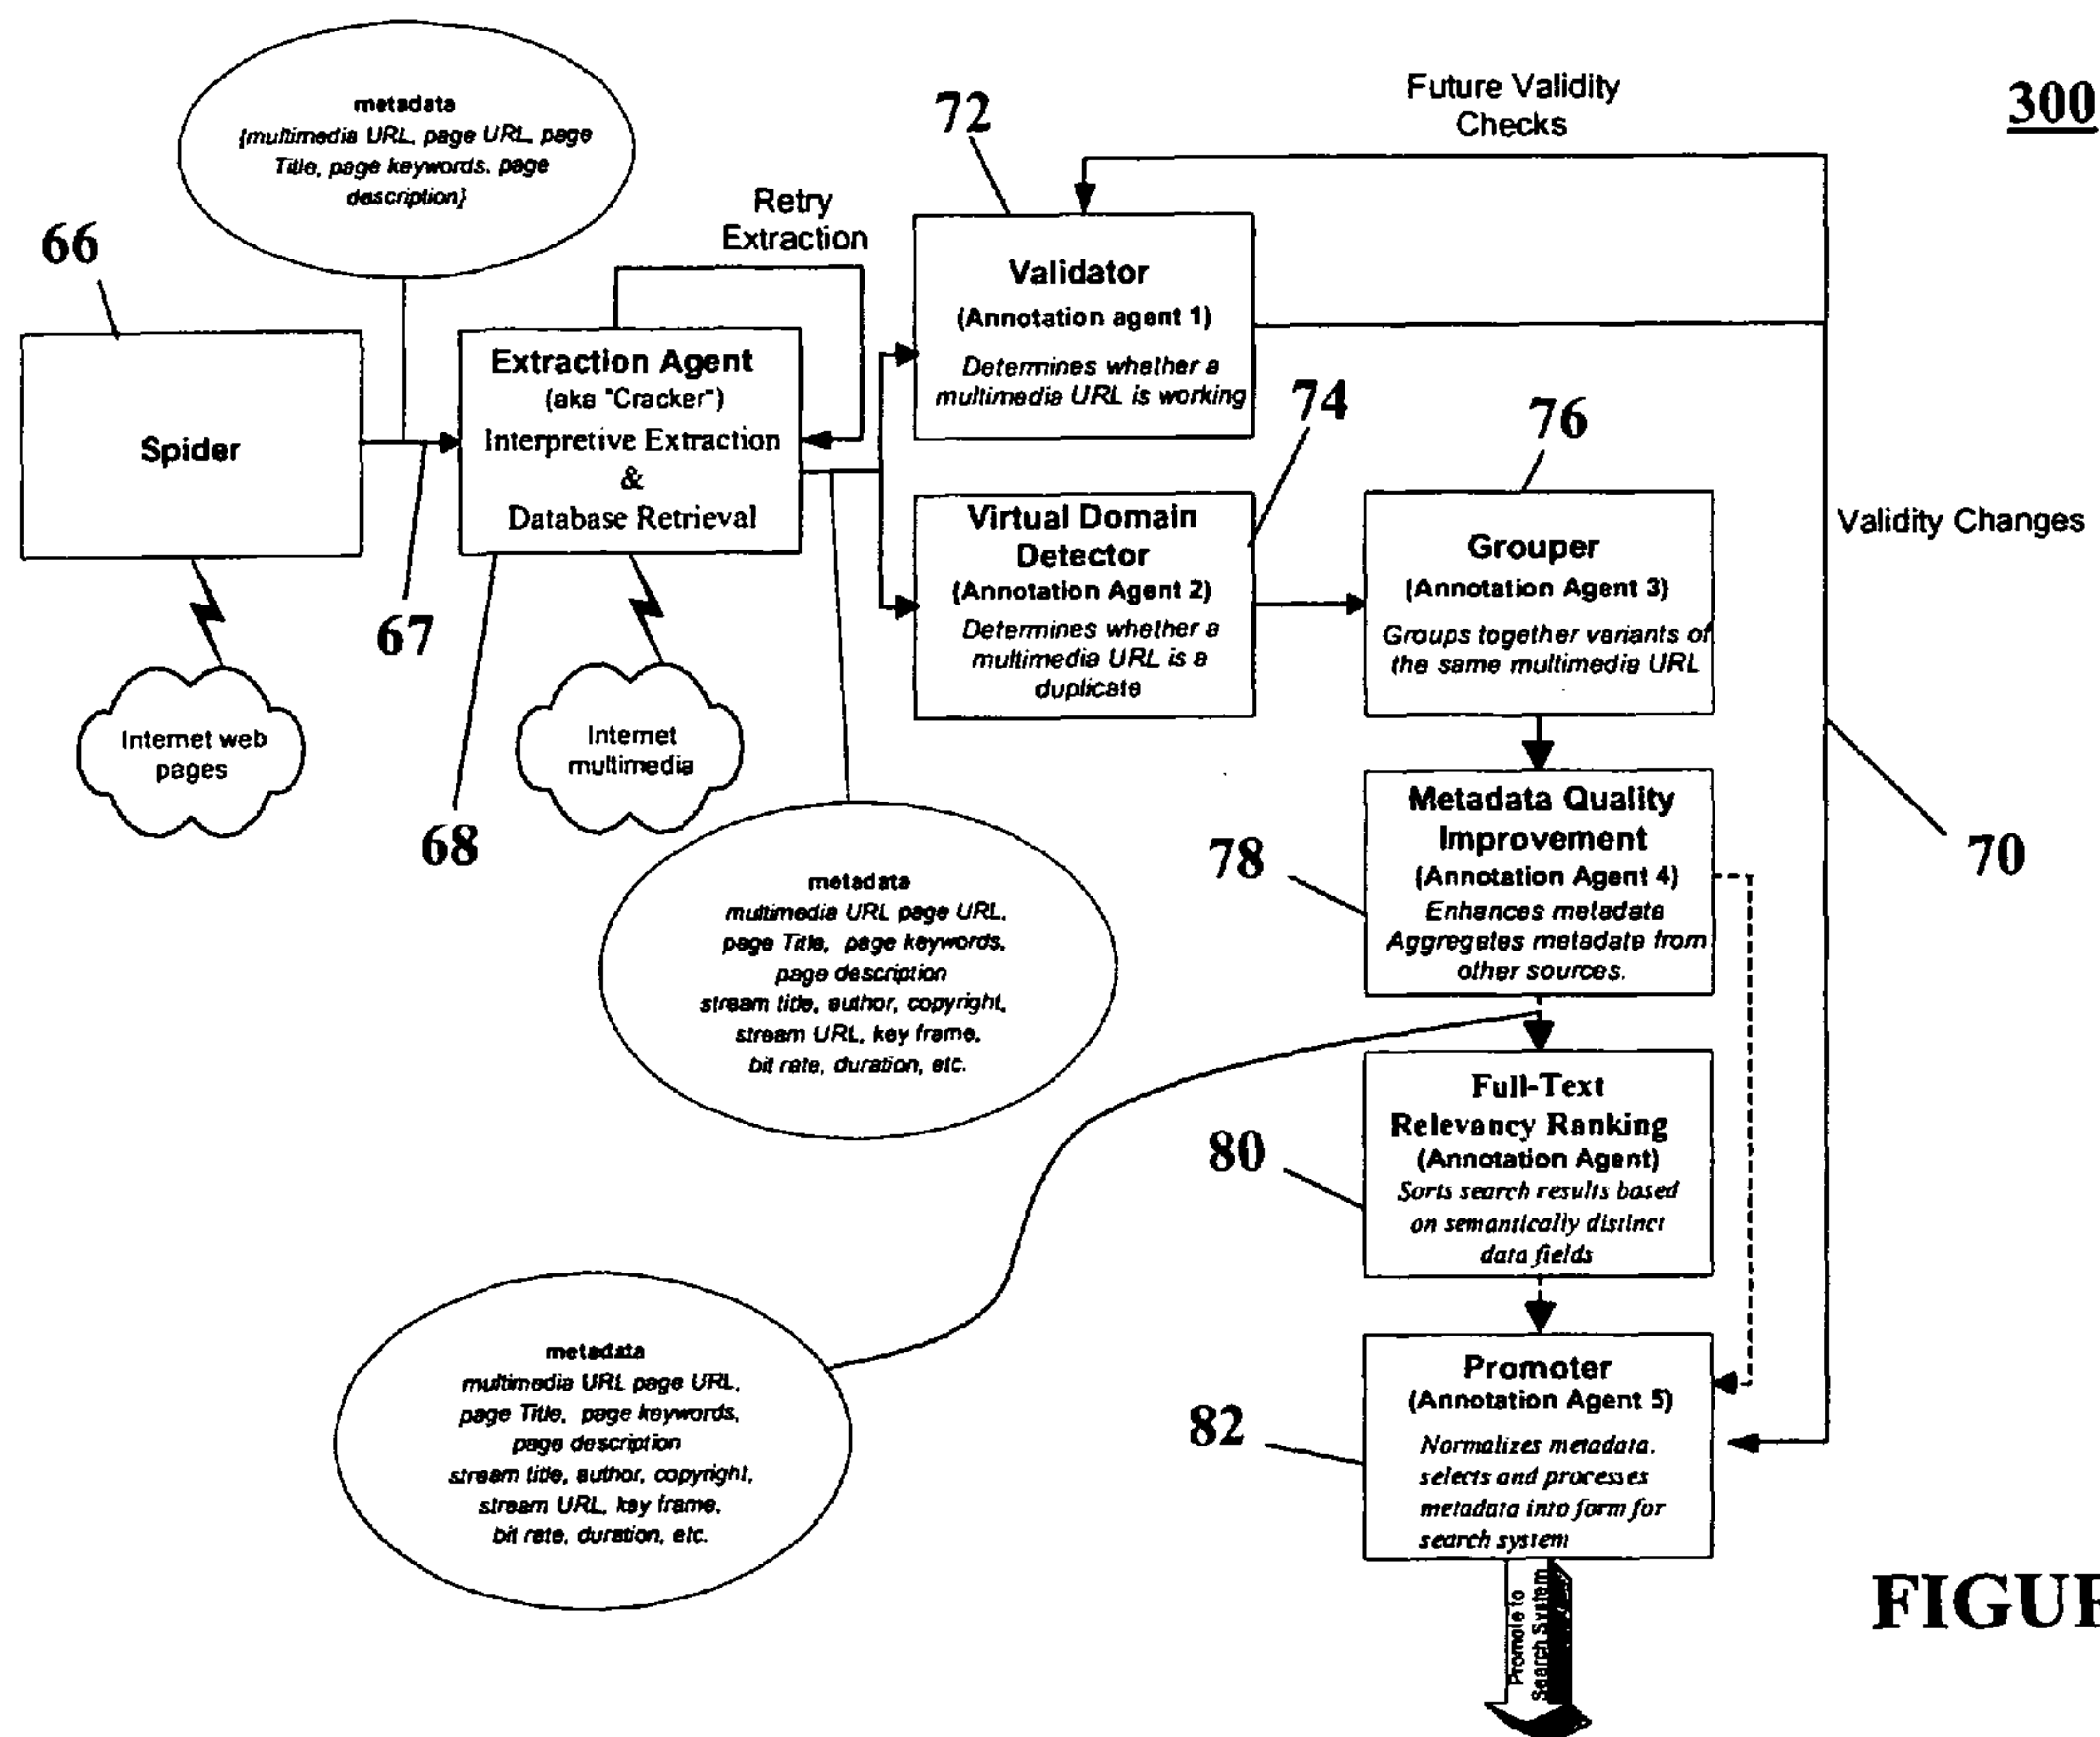 300
metadata
{multimedia URL, page URL, page
Title, page keywords, page
description}
66
Spider
67
Internet web
pages
Retry
Extraction
Extraction Agent
(aka "Cracker")
Interpretive Extraction
&
Database Retrieval
68
Internet
multimedia
72
Future Validity
Checks
Validator
(Annotation agent 1)
Determines whether a
multimedia URL is working
74
Virtual Domain
Detector
(Annotation Agent 2)
Determines whether a
multimedia URL is a
duplicate
76
Grouper
(Annotation Agent 3)
Groups together variants of
the same multimedia URL
Validity Changes
70
metadata
multimedia URL page URL,
page Title, page keywords,
page description
stream title, author, copyright,
stream URL, key frame,
bit rate, duration, etc.
78
Metadata Quality
Improvement
(Annotation Agent 4)
Enhances metadata
Aggregates metadate from
other sources.
80
Full-Text
Relevancy Ranking
(Annotation Agent)
Sorts search results based
on semantically distinct
data fields
metadata
multimedia URL page URL,
page Title, page keywords,
page description
stream title, author, copyright,
stream URL, key frame,
bit rate, duration, etc.
82
Promoter
(Annotation Agent 5)
Normalizes metadata,
selects and processes
metadata into form for
search system
Promote to
Search System
FIGUR